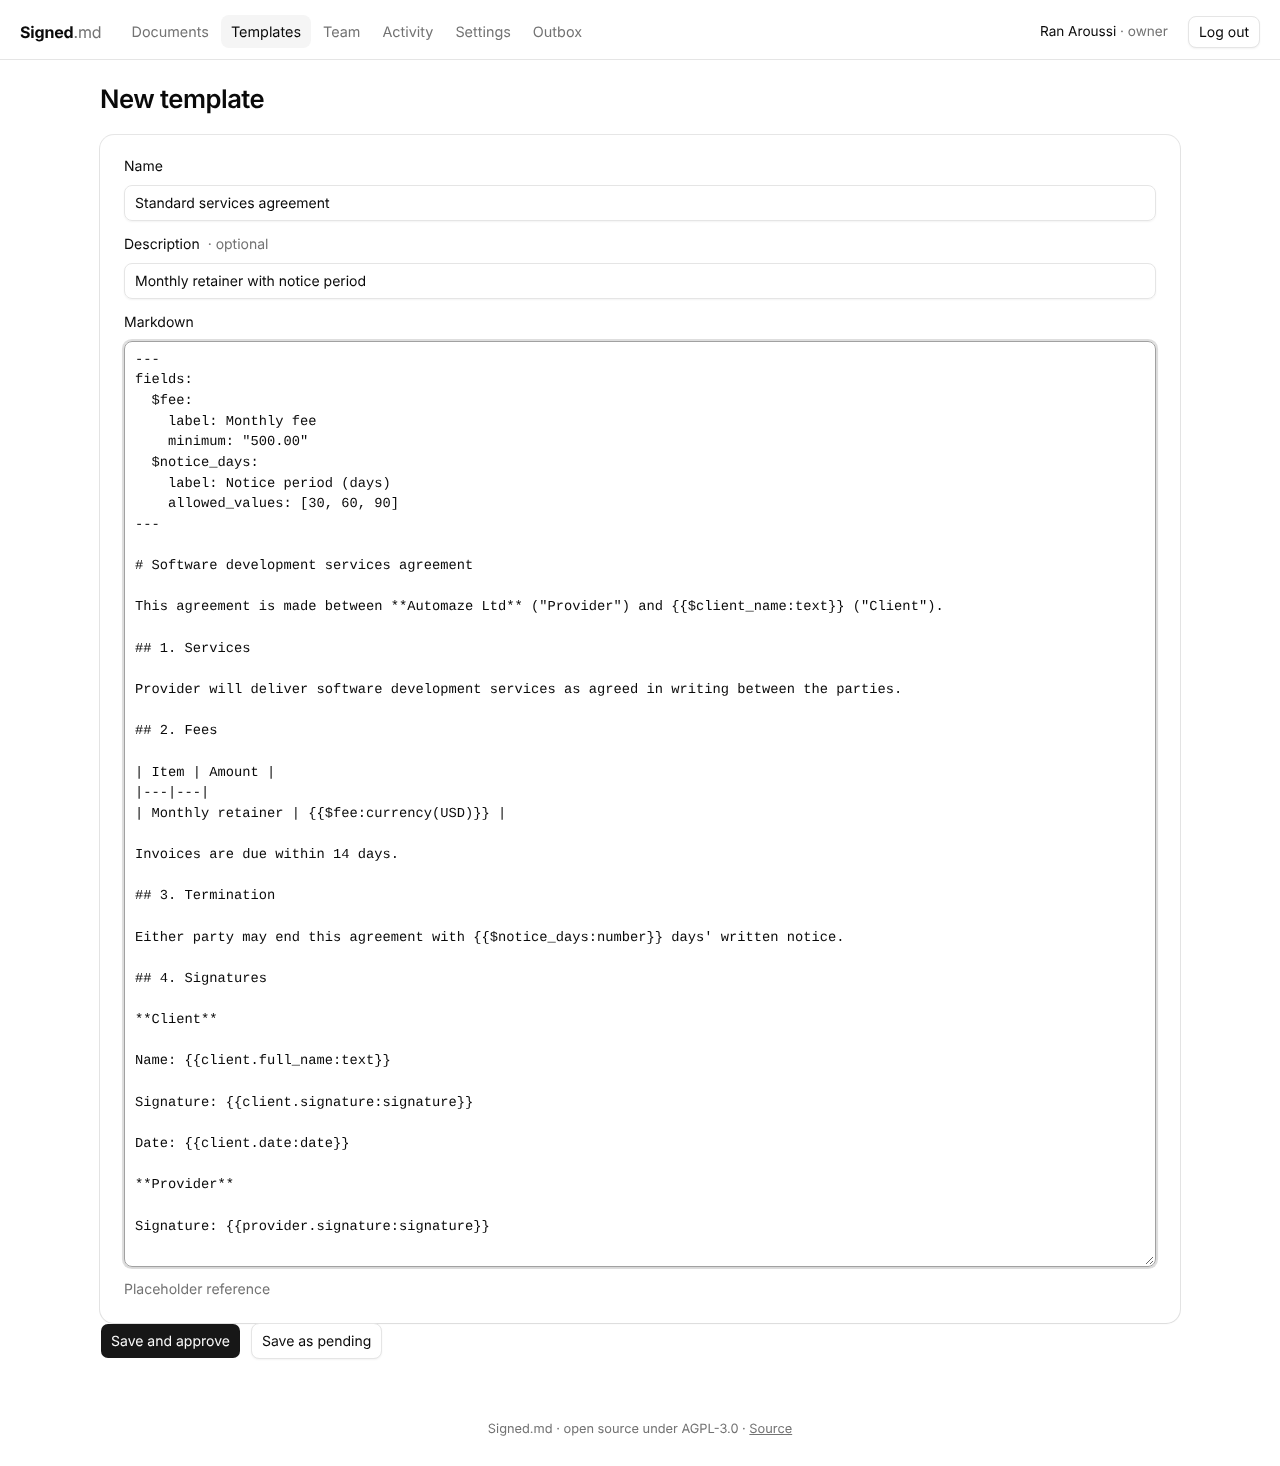 Signed.md Documents Templates Team Activity Settings Outbox Ran Aroussi · owner Log out
New template
Name
Standard services agreement
Description · optional
Monthly retainer with notice period
Markdown
---
fields:
  $fee:
    label: Monthly fee
    minimum: "500.00"
  $notice_days:
    label: Notice period (days)
    allowed_values: [30, 60, 90]
---
# Software development services agreement
This agreement is made between **Automaze Ltd** ("Provider") and {{$client_name:text}} ("Client").
## 1. Services
Provider will deliver software development services as agreed in writing between the parties.
## 2. Fees
| Item | Amount |
|---|---|
| Monthly retainer | {{$fee:currency(USD)}} |
Invoices are due within 14 days.
## 3. Termination
Either party may end this agreement with {{$notice_days:number}} days' written notice.
## 4. Signatures
**Client**
Name: {{client.full_name:text}}
Signature: {{client.signature:signature}}
Date: {{client.date:date}}
**Provider**
Signature: {{provider.signature:signature}}
Placeholder reference
Save and approve Save as pending
Signed.md · open source under AGPL-3.0 · Source